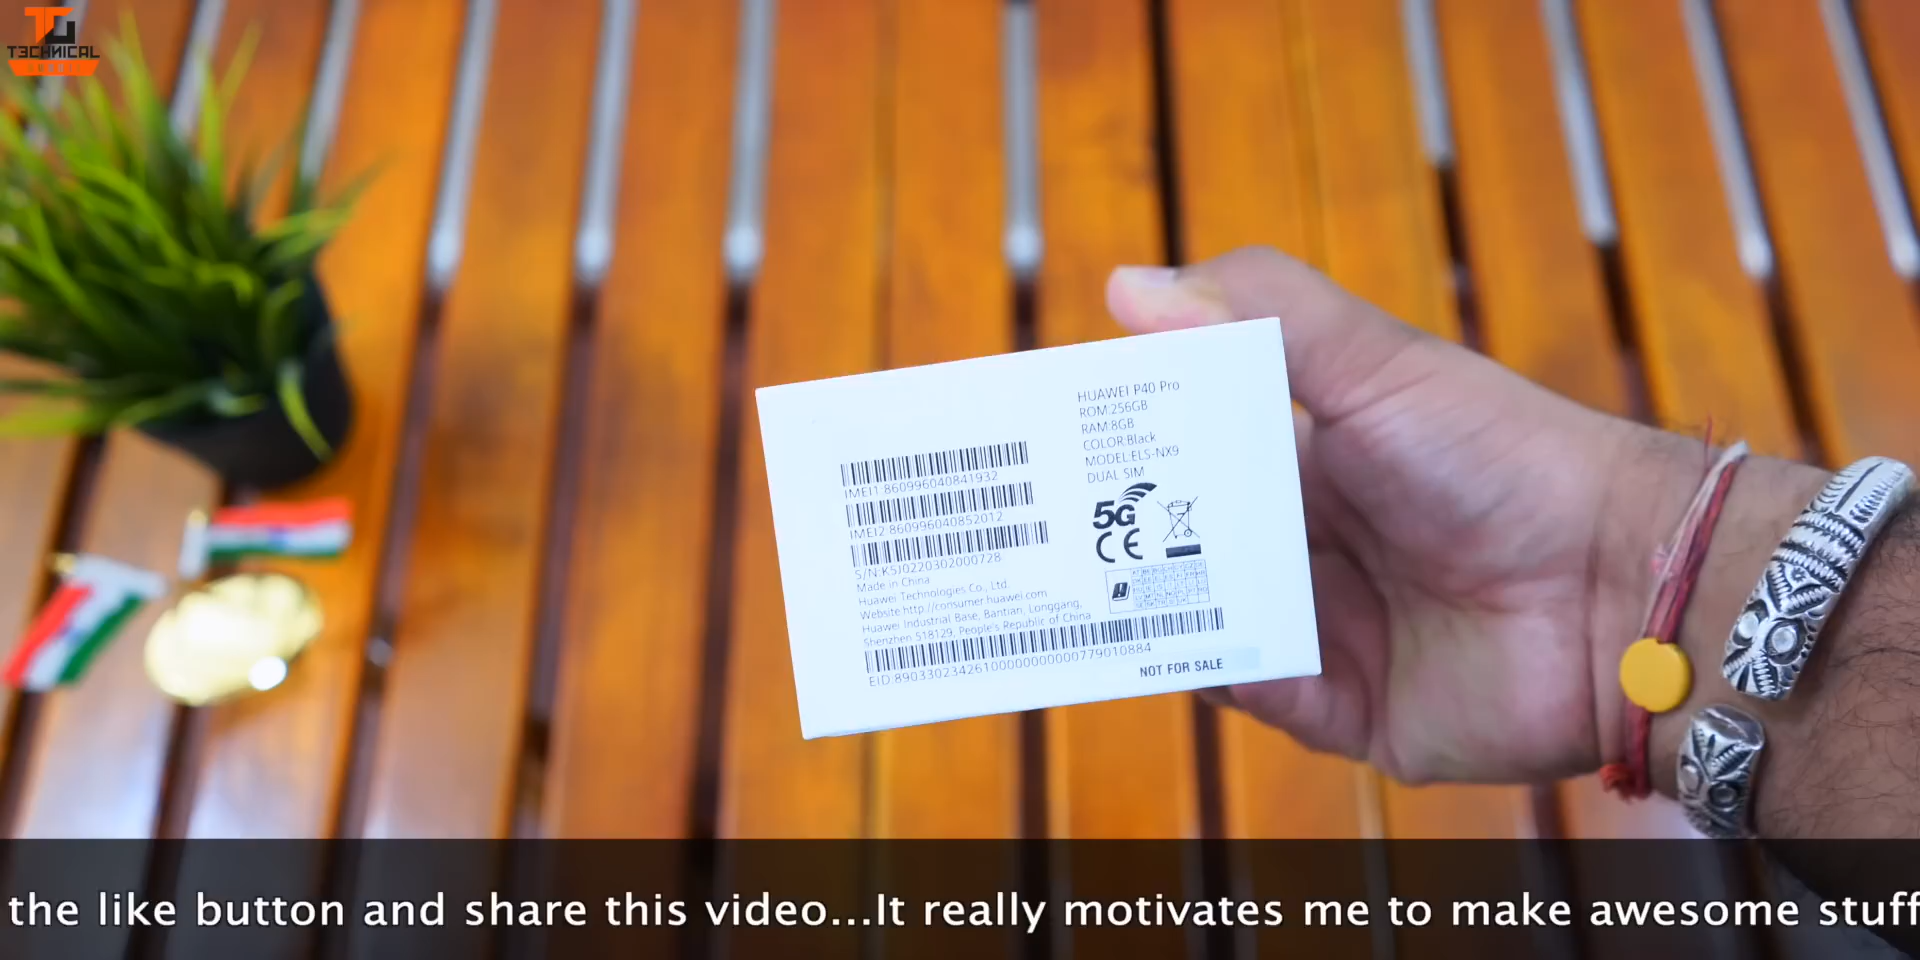 TECHNICAL
HUAWEI P40 Pro
ROM:256GB
RAM:8GB
COLOR:Black
MODEL:ELS-NX9
DUAL SIM
IMEI1:860996040841932
IMEI2:860996040852012
S/N:K5J0220302000728
Made in China
Huawei Technologies Co., Ltd.
Website:http://consumer.huawei.com
Huawei Industrial Base, Bantian, Longgang,
Shenzhen 518129, People's Republic of China
5G
CE
EID:89033023426100000000000779010884
NOT FOR SALE
the like button and share this video...It really motivates me to make awesome stuff